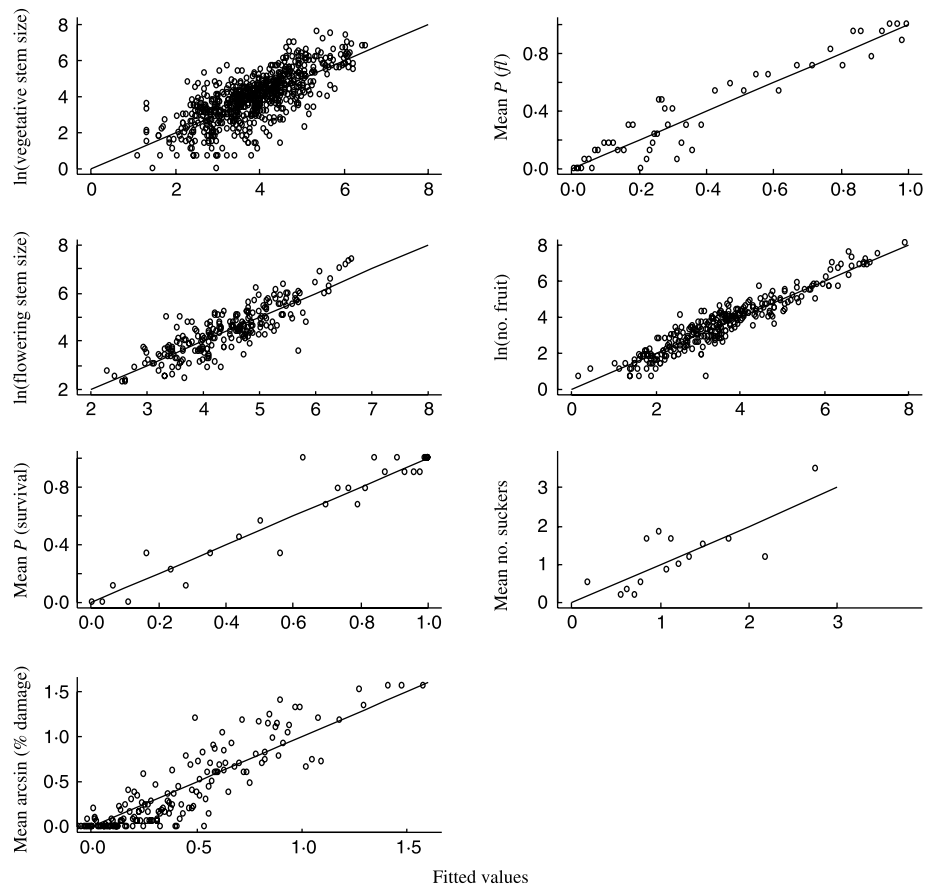 ln(vegetative stem size)
8
6
4
2
0
0 2 4 6 8
Mean P (fl)
0·8
0·4
0·0
0·0 0·2 0·4 0·6 0·8 1·0
ln(flowering stem size)
8
6
4
2
2 3 4 5 6 7 8
ln(no. fruit)
8
6
4
2
0
0 2 4 6 8
Mean P (survival)
0·8
0·4
0·0
0·0 0·2 0·4 0·6 0·8 1·0
Mean no. suckers
3
2
1
0
0 1 2 3
Mean arcsin (% damage)
1·5
1·0
0·5
0·0
0·0 0·5 1·0 1·5
Fitted values